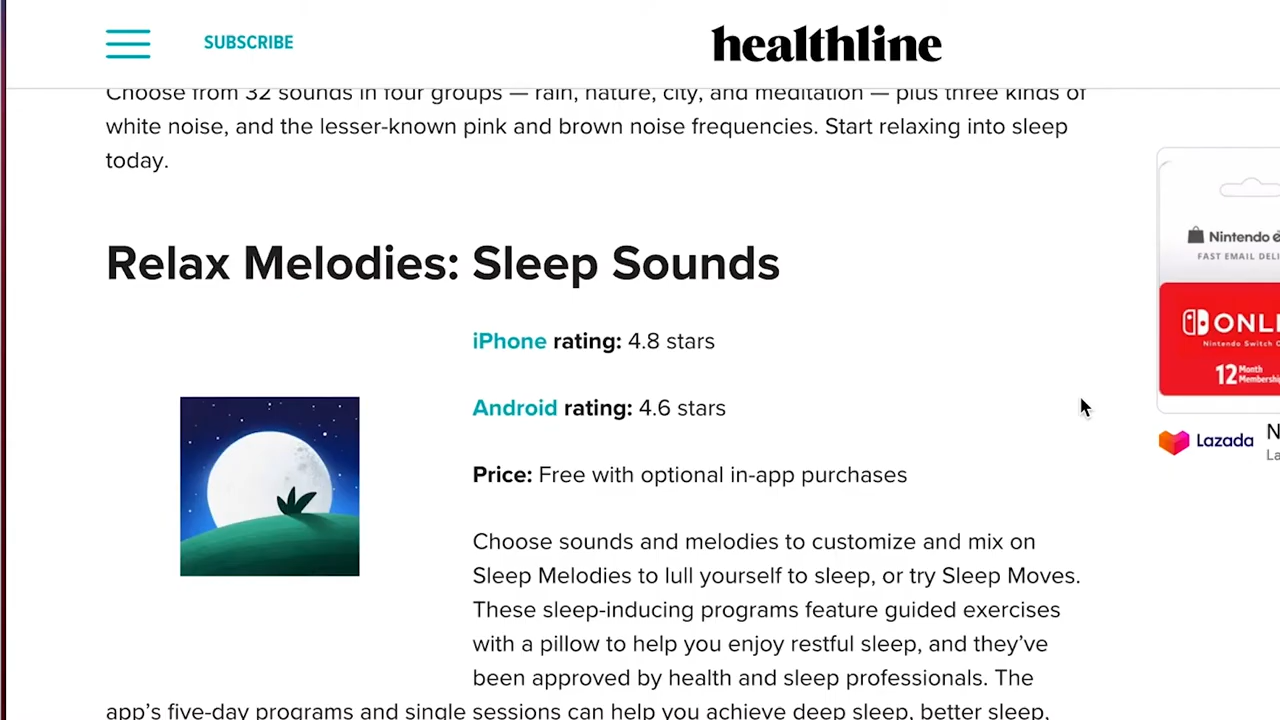 SUBSCRIBE
healthline
Choose from 32 sounds in four groups — rain, nature, city, and meditation — plus three kinds of
white noise, and the lesser-known pink and brown noise frequencies. Start relaxing into sleep
today.
Relax Melodies: Sleep Sounds
iPhone rating: 4.8 stars
Android rating: 4.6 stars
Price: Free with optional in-app purchases
Choose sounds and melodies to customize and mix on
Sleep Melodies to lull yourself to sleep, or try Sleep Moves.
These sleep-inducing programs feature guided exercises
with a pillow to help you enjoy restful sleep, and they’ve
been approved by health and sleep professionals. The
app’s five-day programs and single sessions can help you achieve deep sleep, better sleep,
Nintendo e
FAST EMAIL DELI
ONLI
Nintendo Switch O
12 Month
Membership
Lazada
N
La